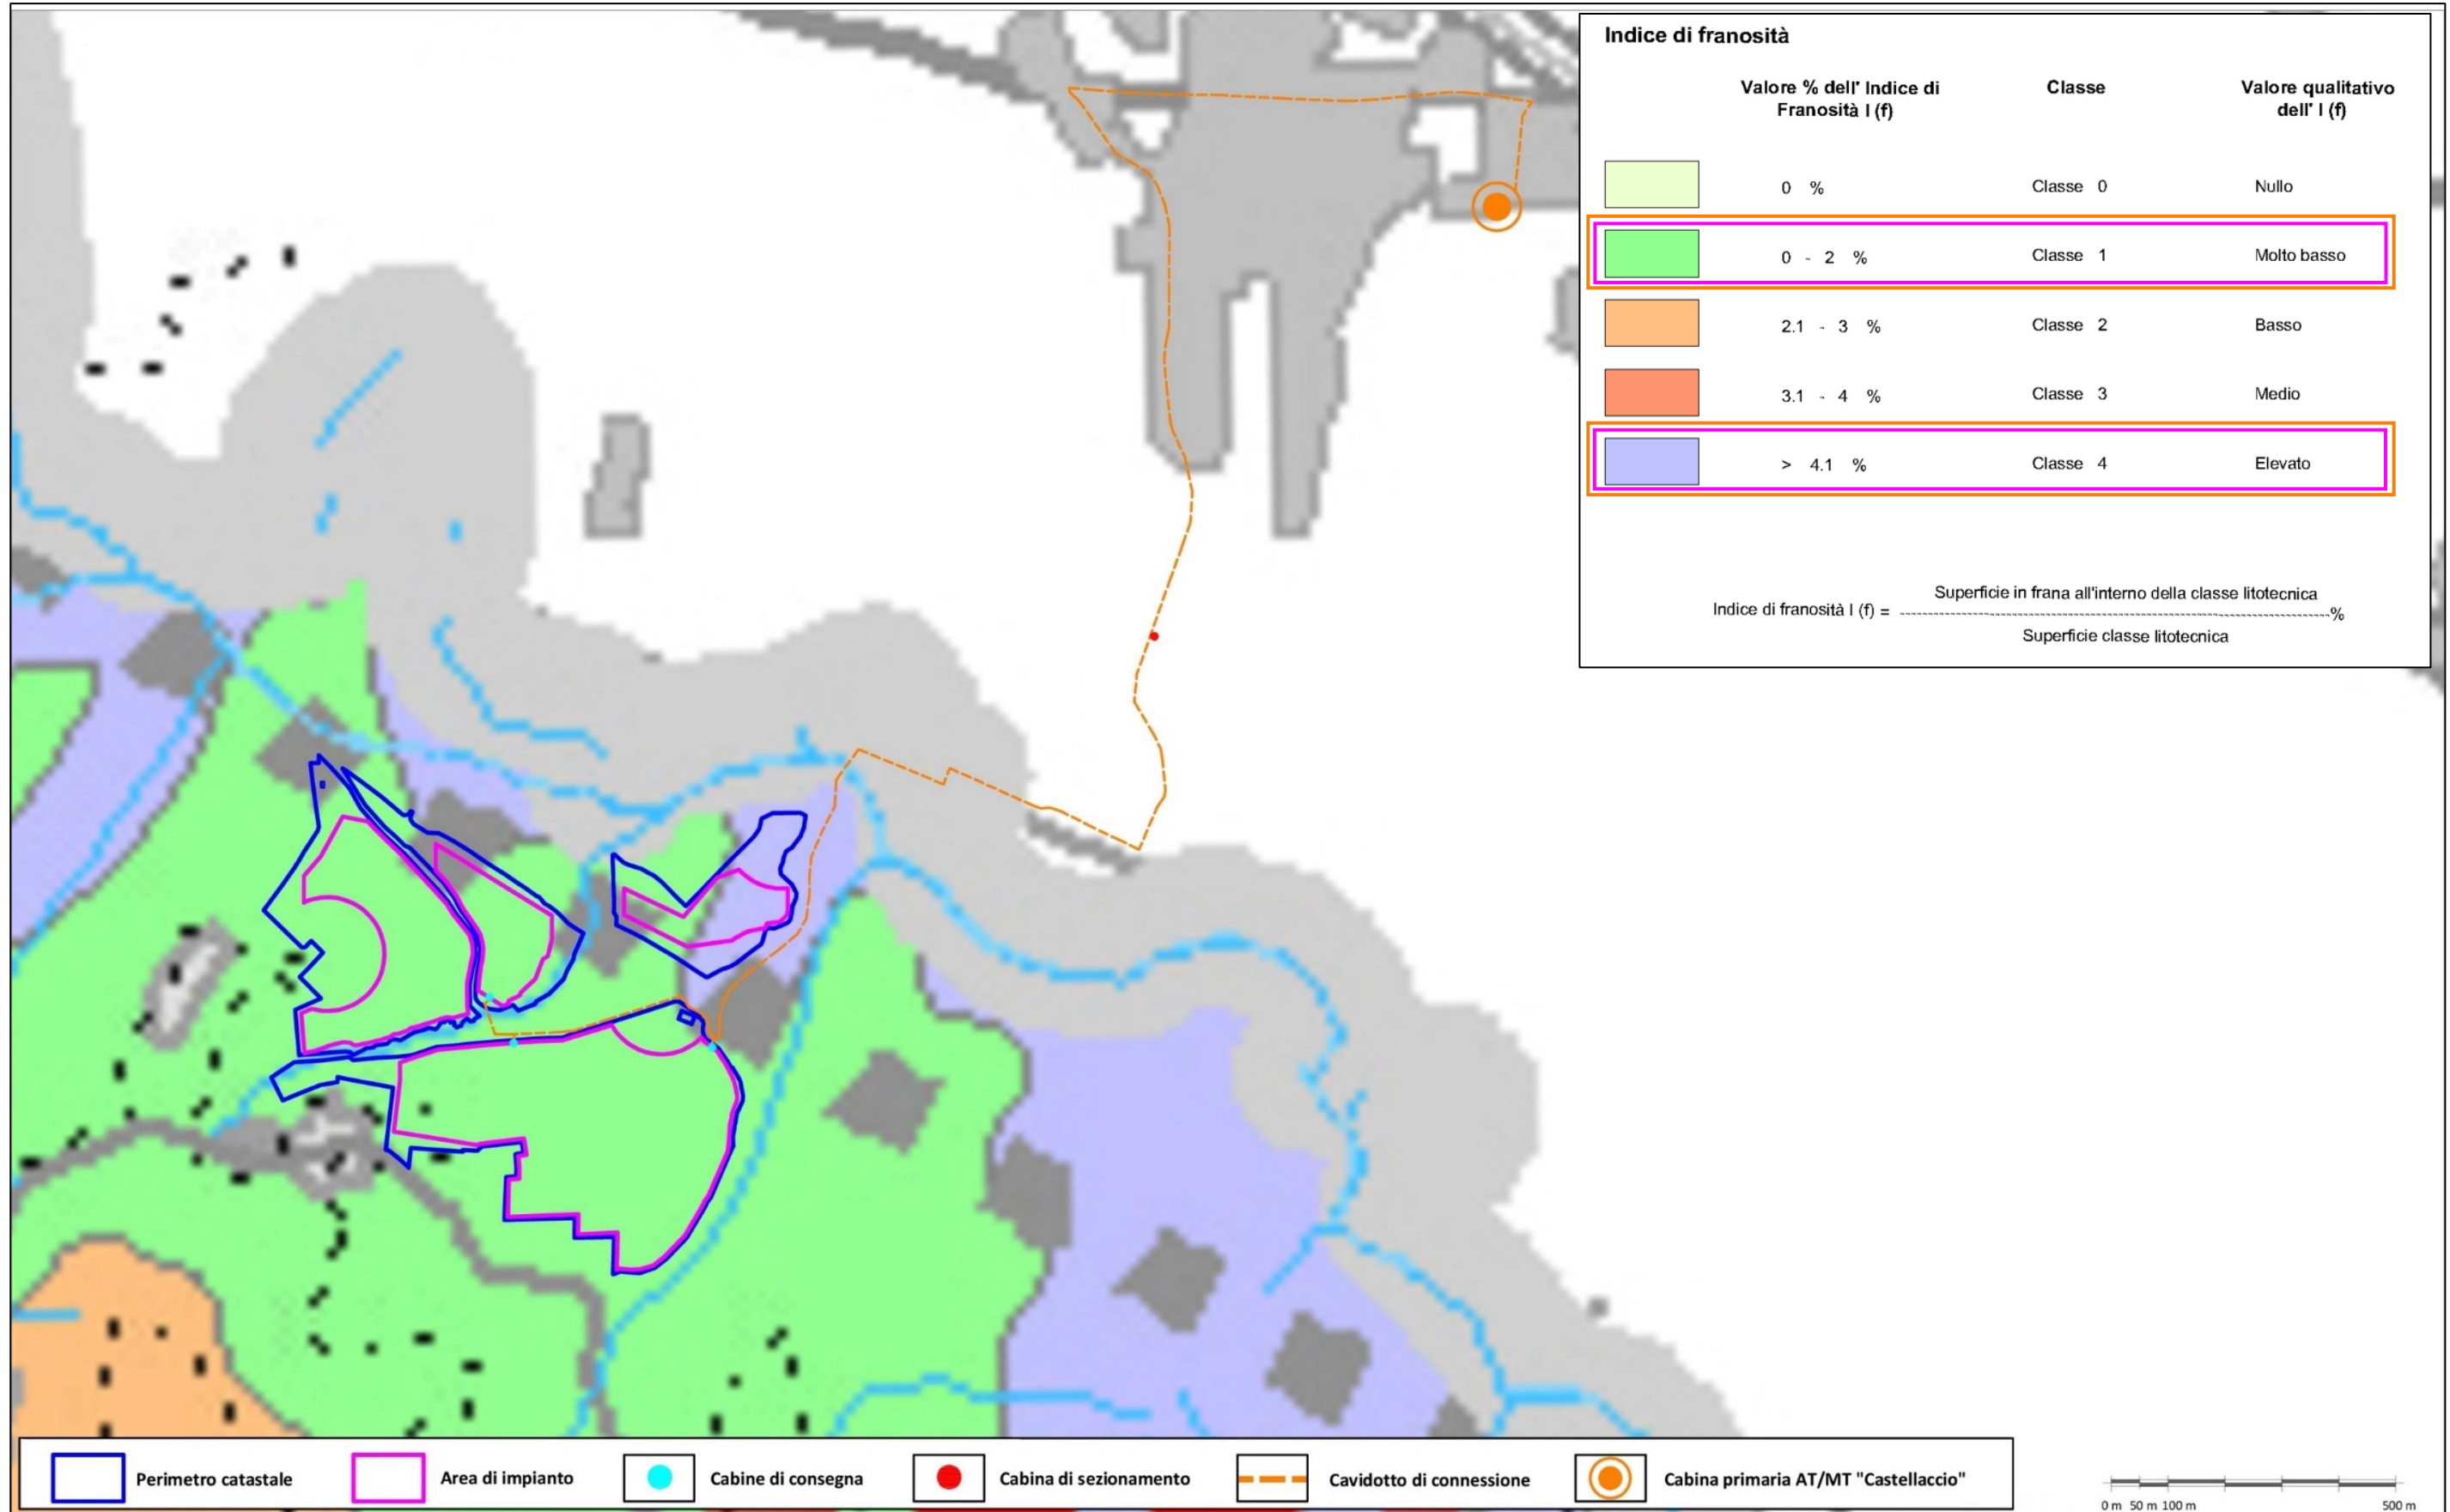 Indice di franosità
Valore % dell' Indice di Franosità I (f)
Classe
Valore qualitativo dell' I (f)
0 % Classe 0 Nullo
0 - 2 % Classe 1 Molto basso
2.1 - 3 % Classe 2 Basso
3.1 - 4 % Classe 3 Medio
> 4.1 % Classe 4 Elevato
Superficie in frana all'interno della classe litotecnica
Indice di franosità I (f) = ------------------------------ %
Superficie classe litotecnica
Perimetro catastale
Area di impianto
Cabine di consegna
Cabina di sezionamento
Cavidotto di connessione
Cabina primaria AT/MT "Castellaccio"
0 m 50 m 100 m 500 m